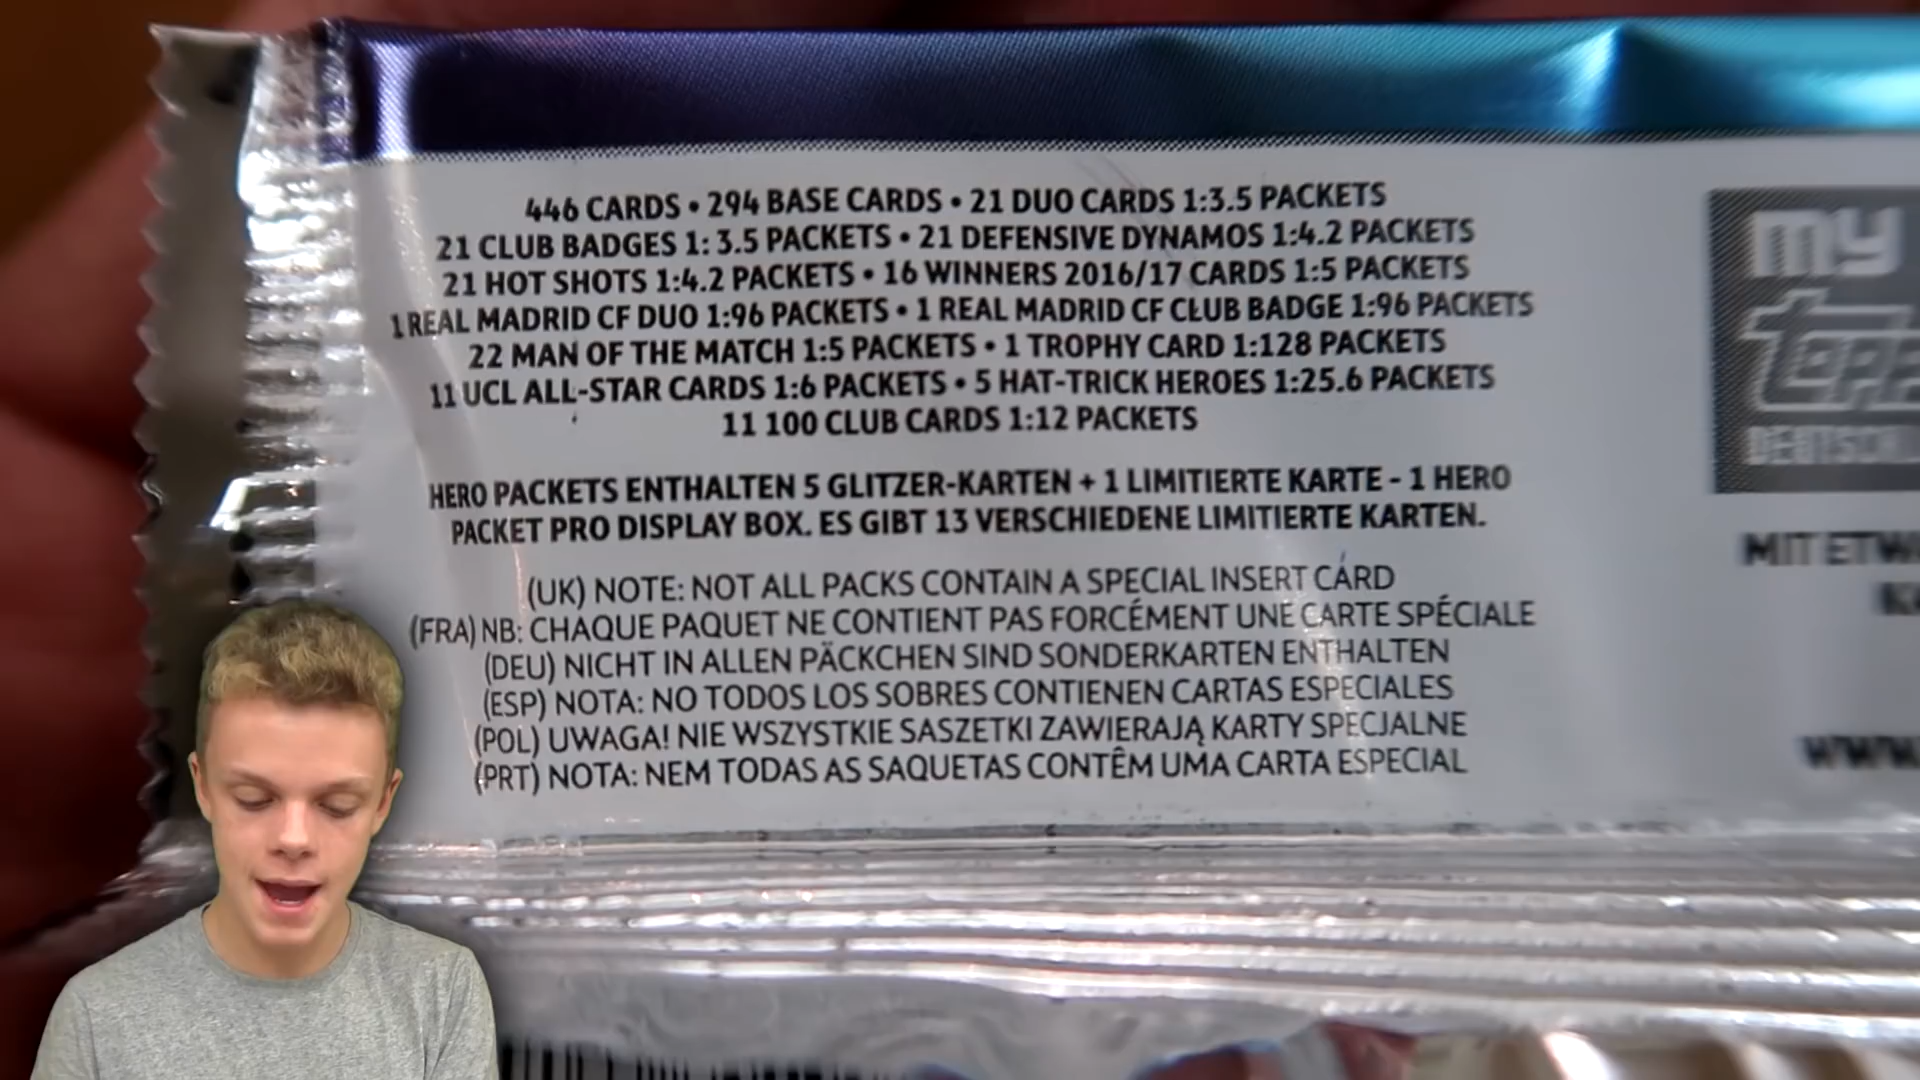 446 CARDS • 294 BASE CARDS • 21 DUO CARDS 1:3.5 PACKETS
21 CLUB BADGES 1: 3.5 PACKETS • 21 DEFENSIVE DYNAMOS 1:4.2 PACKETS
21 HOT SHOTS 1:4.2 PACKETS • 16 WINNERS 2016/17 CARDS 1:5 PACKETS
1 REAL MADRID CF DUO 1:96 PACKETS • 1 REAL MADRID CF CLUB BADGE 1:96 PACKETS
22 MAN OF THE MATCH 1:5 PACKETS • 1 TROPHY CARD 1:128 PACKETS
11 UCL ALL-STAR CARDS 1:6 PACKETS • 5 HAT-TRICK HEROES 1:25.6 PACKETS
11 100 CLUB CARDS 1:12 PACKETS
HERO PACKETS ENTHALTEN 5 GLITZER-KARTEN + 1 LIMITIERTE KARTE - 1 HERO
PACKET PRO DISPLAY BOX. ES GIBT 13 VERSCHIEDENE LIMITIERTE KARTEN.
(UK) NOTE: NOT ALL PACKS CONTAIN A SPECIAL INSERT CARD
(FRA) NB: CHAQUE PAQUET NE CONTIENT PAS FORCÉMENT UNE CARTE SPÉCIALE
(DEU) NICHT IN ALLEN PÄCKCHEN SIND SONDERKARTEN ENTHALTEN
(ESP) NOTA: NO TODOS LOS SOBRES CONTIENEN CARTAS ESPECIALES
(POL) UWAGA! NIE WSZYSTKIE SASZETKI ZAWIERAJĄ KARTY SPECJALNE
(PRT) NOTA: NEM TODAS AS SAQUETAS CONTÊM UMA CARTA ESPECIAL
my
MIT